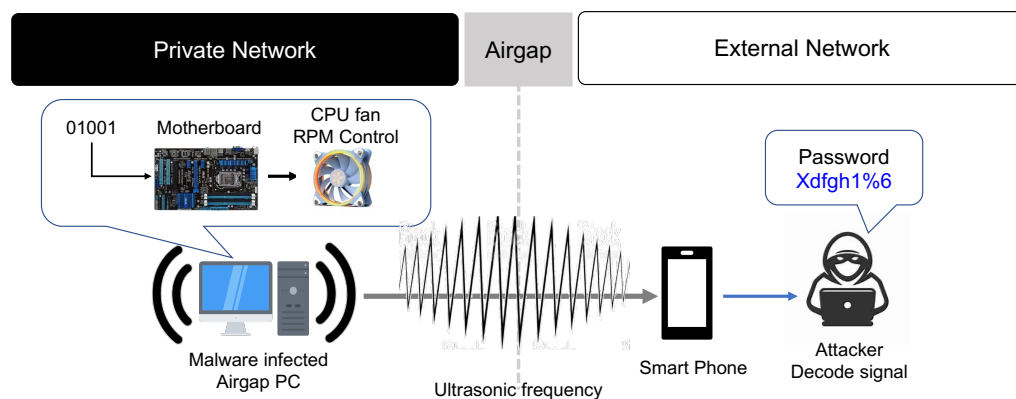 Private Network
Airgap
External Network
01001
Motherboard
CPU fan
RPM Control
Password
Xdfgh1%6
Malware infected
Airgap PC
Ultrasonic frequency
Smart Phone
Attacker
Decode signal